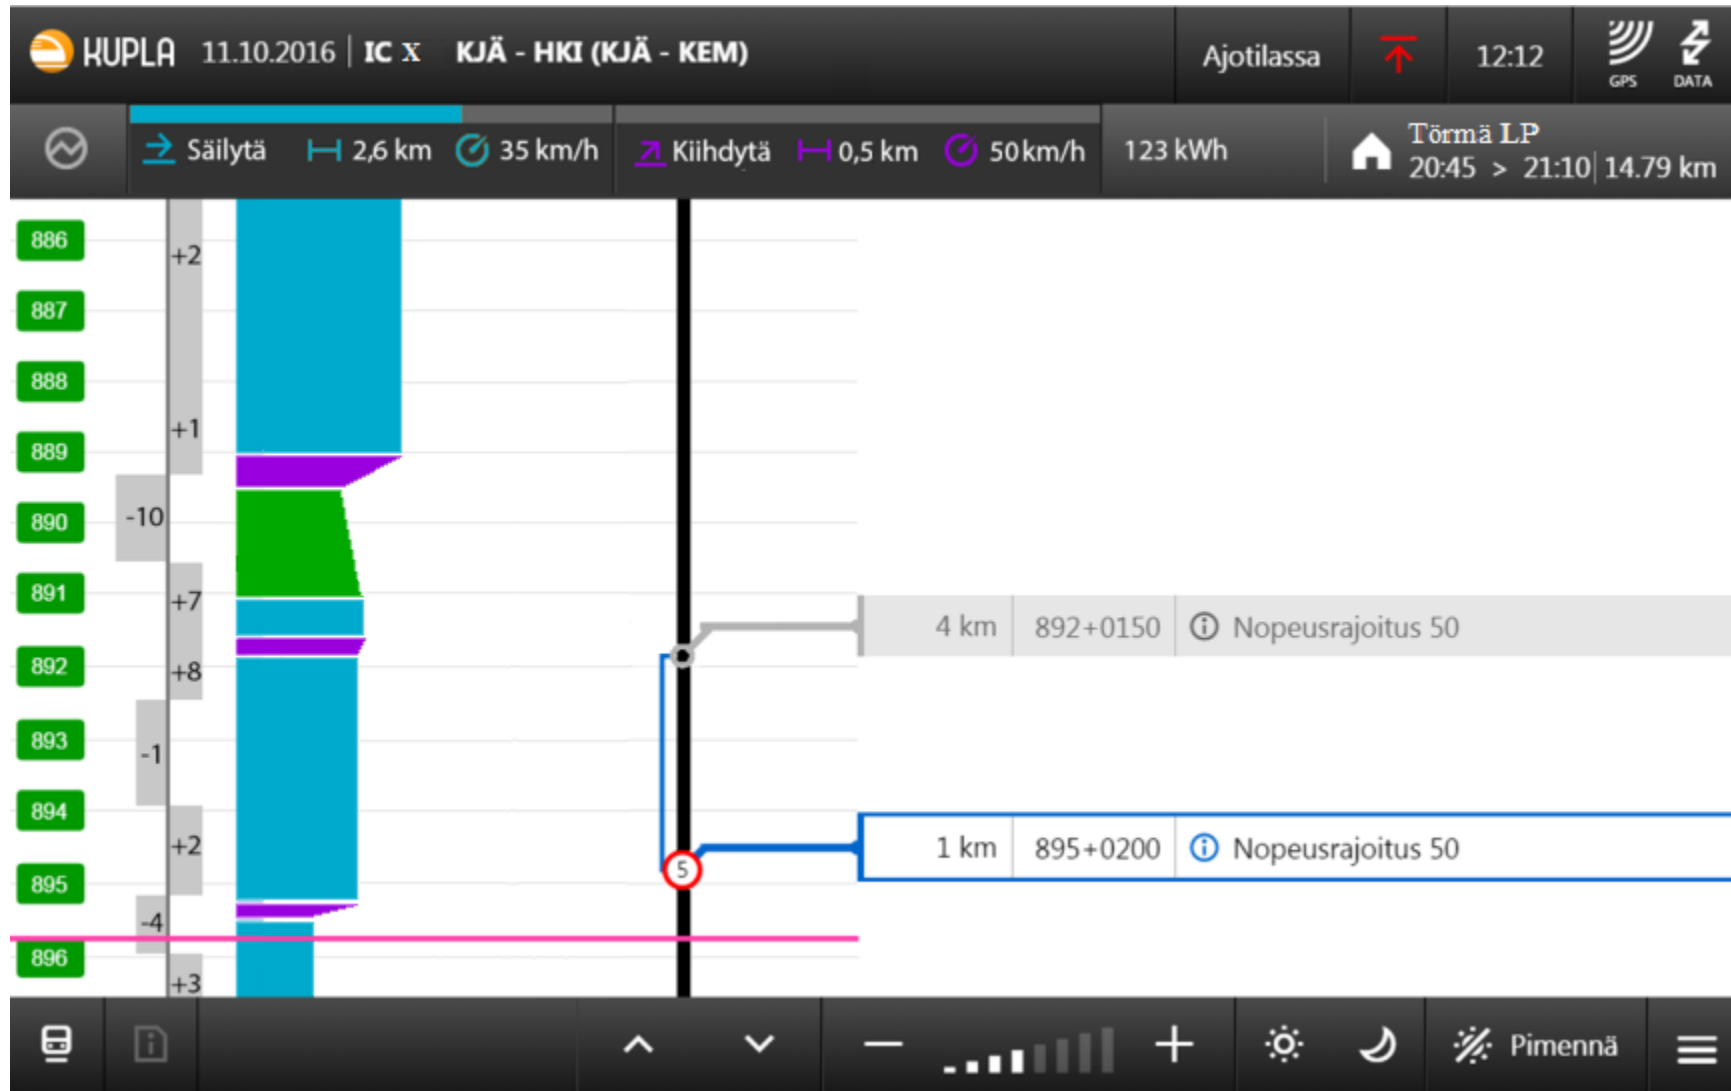 KUPLA 11.10.2016 | IC X KJÄ - HKI (KJÄ - KEM) Ajotilassa 12:12 GPS DATA
Säilytä 2,6 km 35 km/h Kiihdytä 0,5 km 50 km/h 123 kWh Törmä LP
20:45 > 21:10 | 14.79 km
886
+2
887
888
+1
889
890 -10
891 +7
4 km 892+0150 Nopeusrajoitus 50
892 +8
893 -1
894
+2 1 km 895+0200 Nopeusrajoitus 50
5
895
-4
896
+3
Pimennä